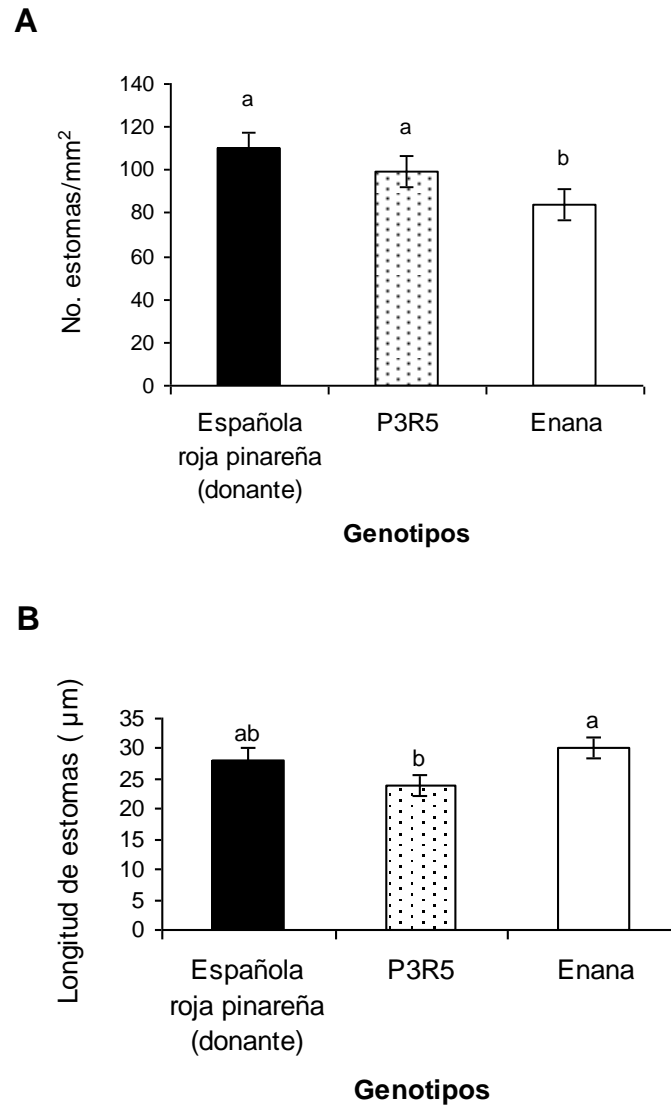 A
No. estomas/mm²
140
120
100
80
60
40
20
0
a
a
b
Española
roja pinareña
(donante)
P3R5
Enana
Genotipos
B
Longitud de estomas ( µm)
35
30
25
20
15
10
5
0
ab
b
a
Española
roja pinareña
(donante)
P3R5
Enana
Genotipos